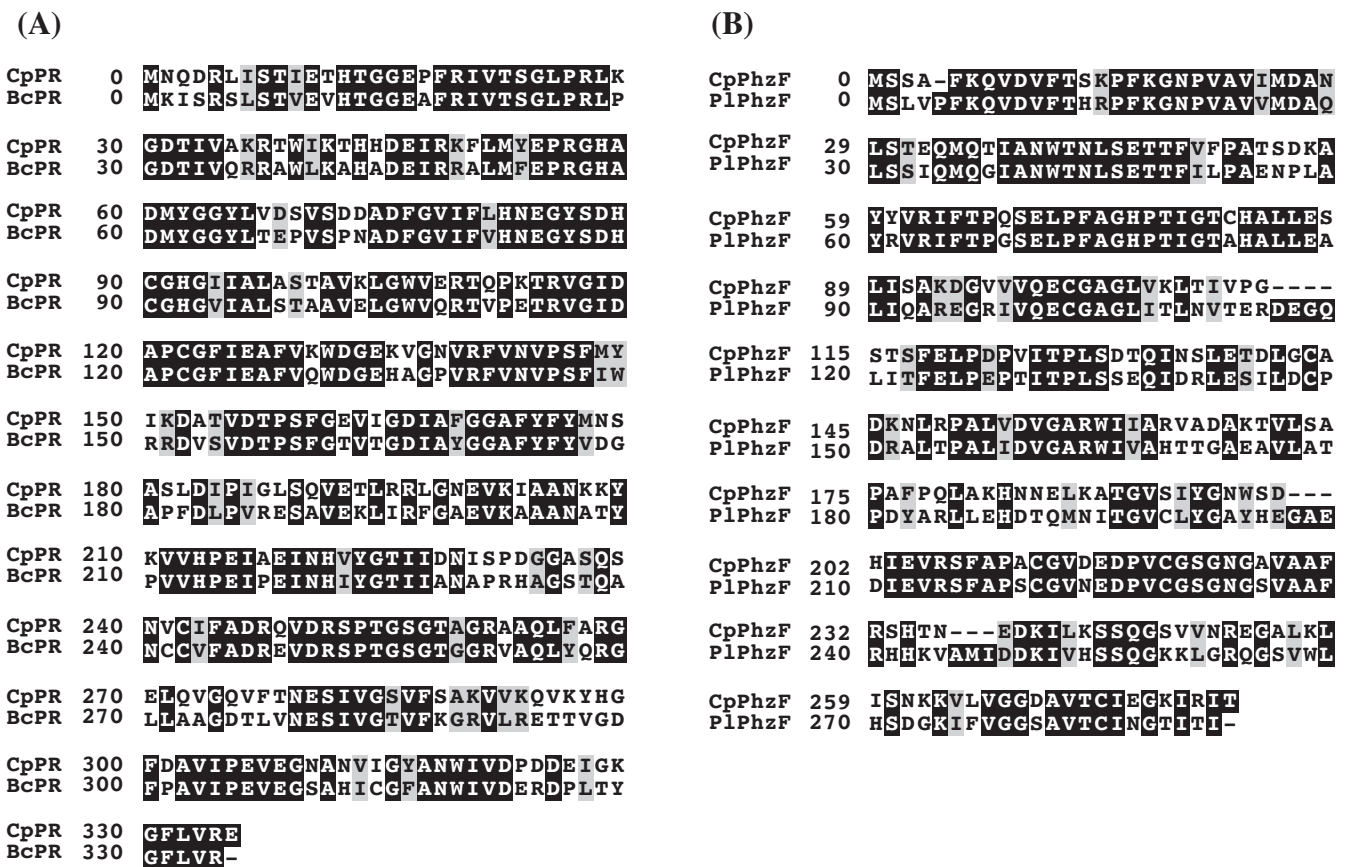 (A)
CpPR 0 MNQDRLISTIETHTGGEPFRIVTSGLPRLK
BcPR 0 MKISRSLSTVEVHTGGEAFRIVTSGLPRLP
CpPR 30 GDTIVAKRTWIKTHHDEIRKFLMYEPRGHA
BcPR 30 GDTIVQRRAWLKAHADEIRRALMFEPRGHA
CpPR 60 DMYGGYLVDSVSDDADFGVIFLHNEGYSDH
BcPR 60 DMYGGYLTEPVSPNADFGVIFVHNEGYSDH
CpPR 90 CGHGIIALASTAVKLGWVERTQPKTRVGID
BcPR 90 CGHGVIALSTAAVELGWVQRTVPETRVGID
CpPR 120 APCGFIEAFVKWDGEKVGNVRFVNVPSFMY
BcPR 120 APCGFIEAFVQWDGEHAGPVRFVNVPSFIW
CpPR 150 IKDATVDTPSFGEVIGDIAFGGAFYFYMNS
BcPR 150 RRDVSVDTPSFGTVTGDIAYGGAFYFYVDG
CpPR 180 ASLDIPIGLSQVETLRRLGNEVKIAANKKY
BcPR 180 APFDLPVRESAVEKLIRFGAEVKAAANATY
CpPR 210 KVVHPEIAEINHVYGTIIDNISPDGGASQS
BcPR 210 PVVHPEIPEINHIYGTIIANAPRHAGSTQA
CpPR 240 NVCIFADRQVDRSPTGSGTAGRAAQLFARG
BcPR 240 NCCVFADREVDRSPTGSGTGGRVAQLYQRG
CpPR 270 ELQVGQVFTNESIVGSVFSAKVVKQVKYHG
BcPR 270 LLAAGDTLVNESIVGTVFKGRVLRETTVGD
CpPR 300 FDAVIPEVEGNANVIGYANWIVDPDDEIGK
BcPR 300 FPAVIPEVEGSAHICGFANWIVDERDPLTY
CpPR 330 GFLVRE
BcPR 330 GFLVR-
(B)
CpPhzF 0 MSSA-FKQVDVFTSKPFKGNPVAVIMDAN
PlPhzF 0 MSLVPFKQVDVFTHRPFKGNPVAVVMDAQ
CpPhzF 29 LSTEQMQTIANWTNLSETTFVFPATSDKA
PlPhzF 30 LSSIQMQGIANWTNLSETTFILPAENPLA
CpPhzF 59 YYVRIFTPQSELPFAGHPTIGTCHALLES
PlPhzF 60 YRVRIFTPGSELPFAGHPTIGTAHALLEA
CpPhzF 89 LISAKDGVVVQECGAGLVKLTIVPG----
PlPhzF 90 LIQAREGRIVQECGAGLITLNVTERDEGQ
CpPhzF 115 STSFELPDPVITPLSDTQINSLETDLGCA
PlPhzF 120 LITFELPEPTITPLSSEQIDRLESILDCP
CpPhzF 145 DKNLRPALVDVGARWIIARVADAKTVLSA
PlPhzF 150 DRALTPALIDVGARWIVAHTTGAEAVLAT
CpPhzF 175 PAFPQLAKHNNELKATGVSIYGNWSD---
PlPhzF 180 PDYARLLEHDTQMNITGVCLYGAYHEGAE
CpPhzF 202 HIEVRSFAPACGVDEDPVCGSGNGAVAAF
PlPhzF 210 DIEVRSFAPSCGVNEDPVCGSGNGSVAAF
CpPhzF 232 RSHTN---EDKILKSSQGSVVNREGALKL
PlPhzF 240 RHHKVAMIDDKIVHSSQGKKLGRQGSVWL
CpPhzF 259 ISNKKVLVGGDAVTCIEGKIRIT
PlPhzF 270 HSDGKIFVGGSAVTCINGTITI-